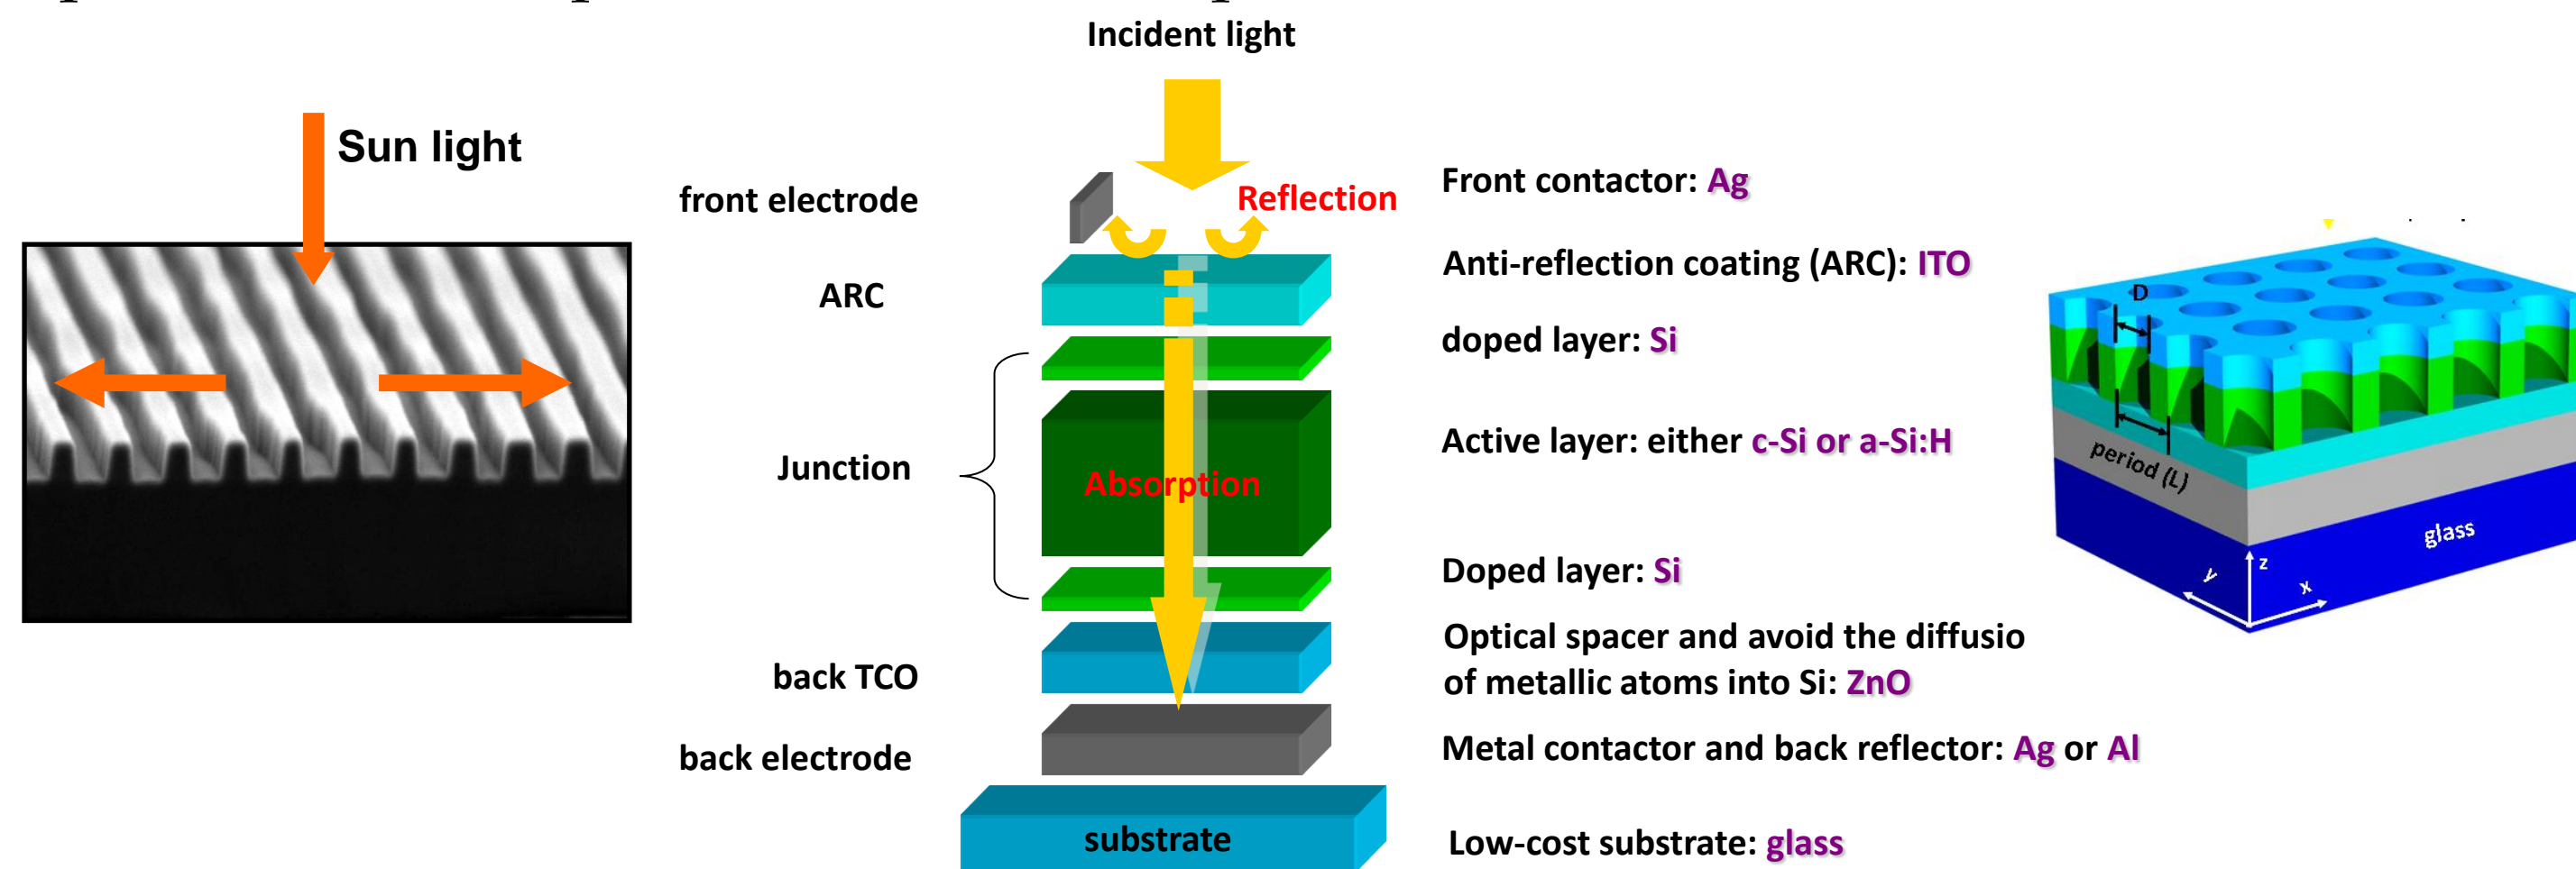 Incident light
Sun light
front electrode
Reflection
Front contactor: Ag
ARC
Anti-reflection coating (ARC): ITO
doped layer: Si
Junction
Absorption
Active layer: either c-Si or a-Si:H
Doped layer: Si
back TCO
Optical spacer and avoid the diffusio
of metallic atoms into Si: ZnO
back electrode
Metal contactor and back reflector: Ag or Al
substrate
Low-cost substrate: glass
D
period (L)
glass
z
y
x